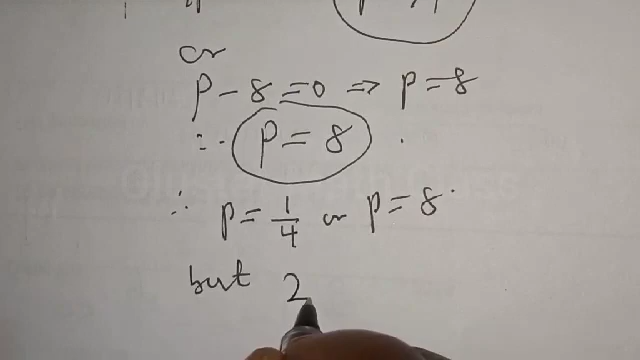 or
p - 8 = 0 => p = 8
∴ p = 8
∴ p = 1/4 or p = 8
but 2